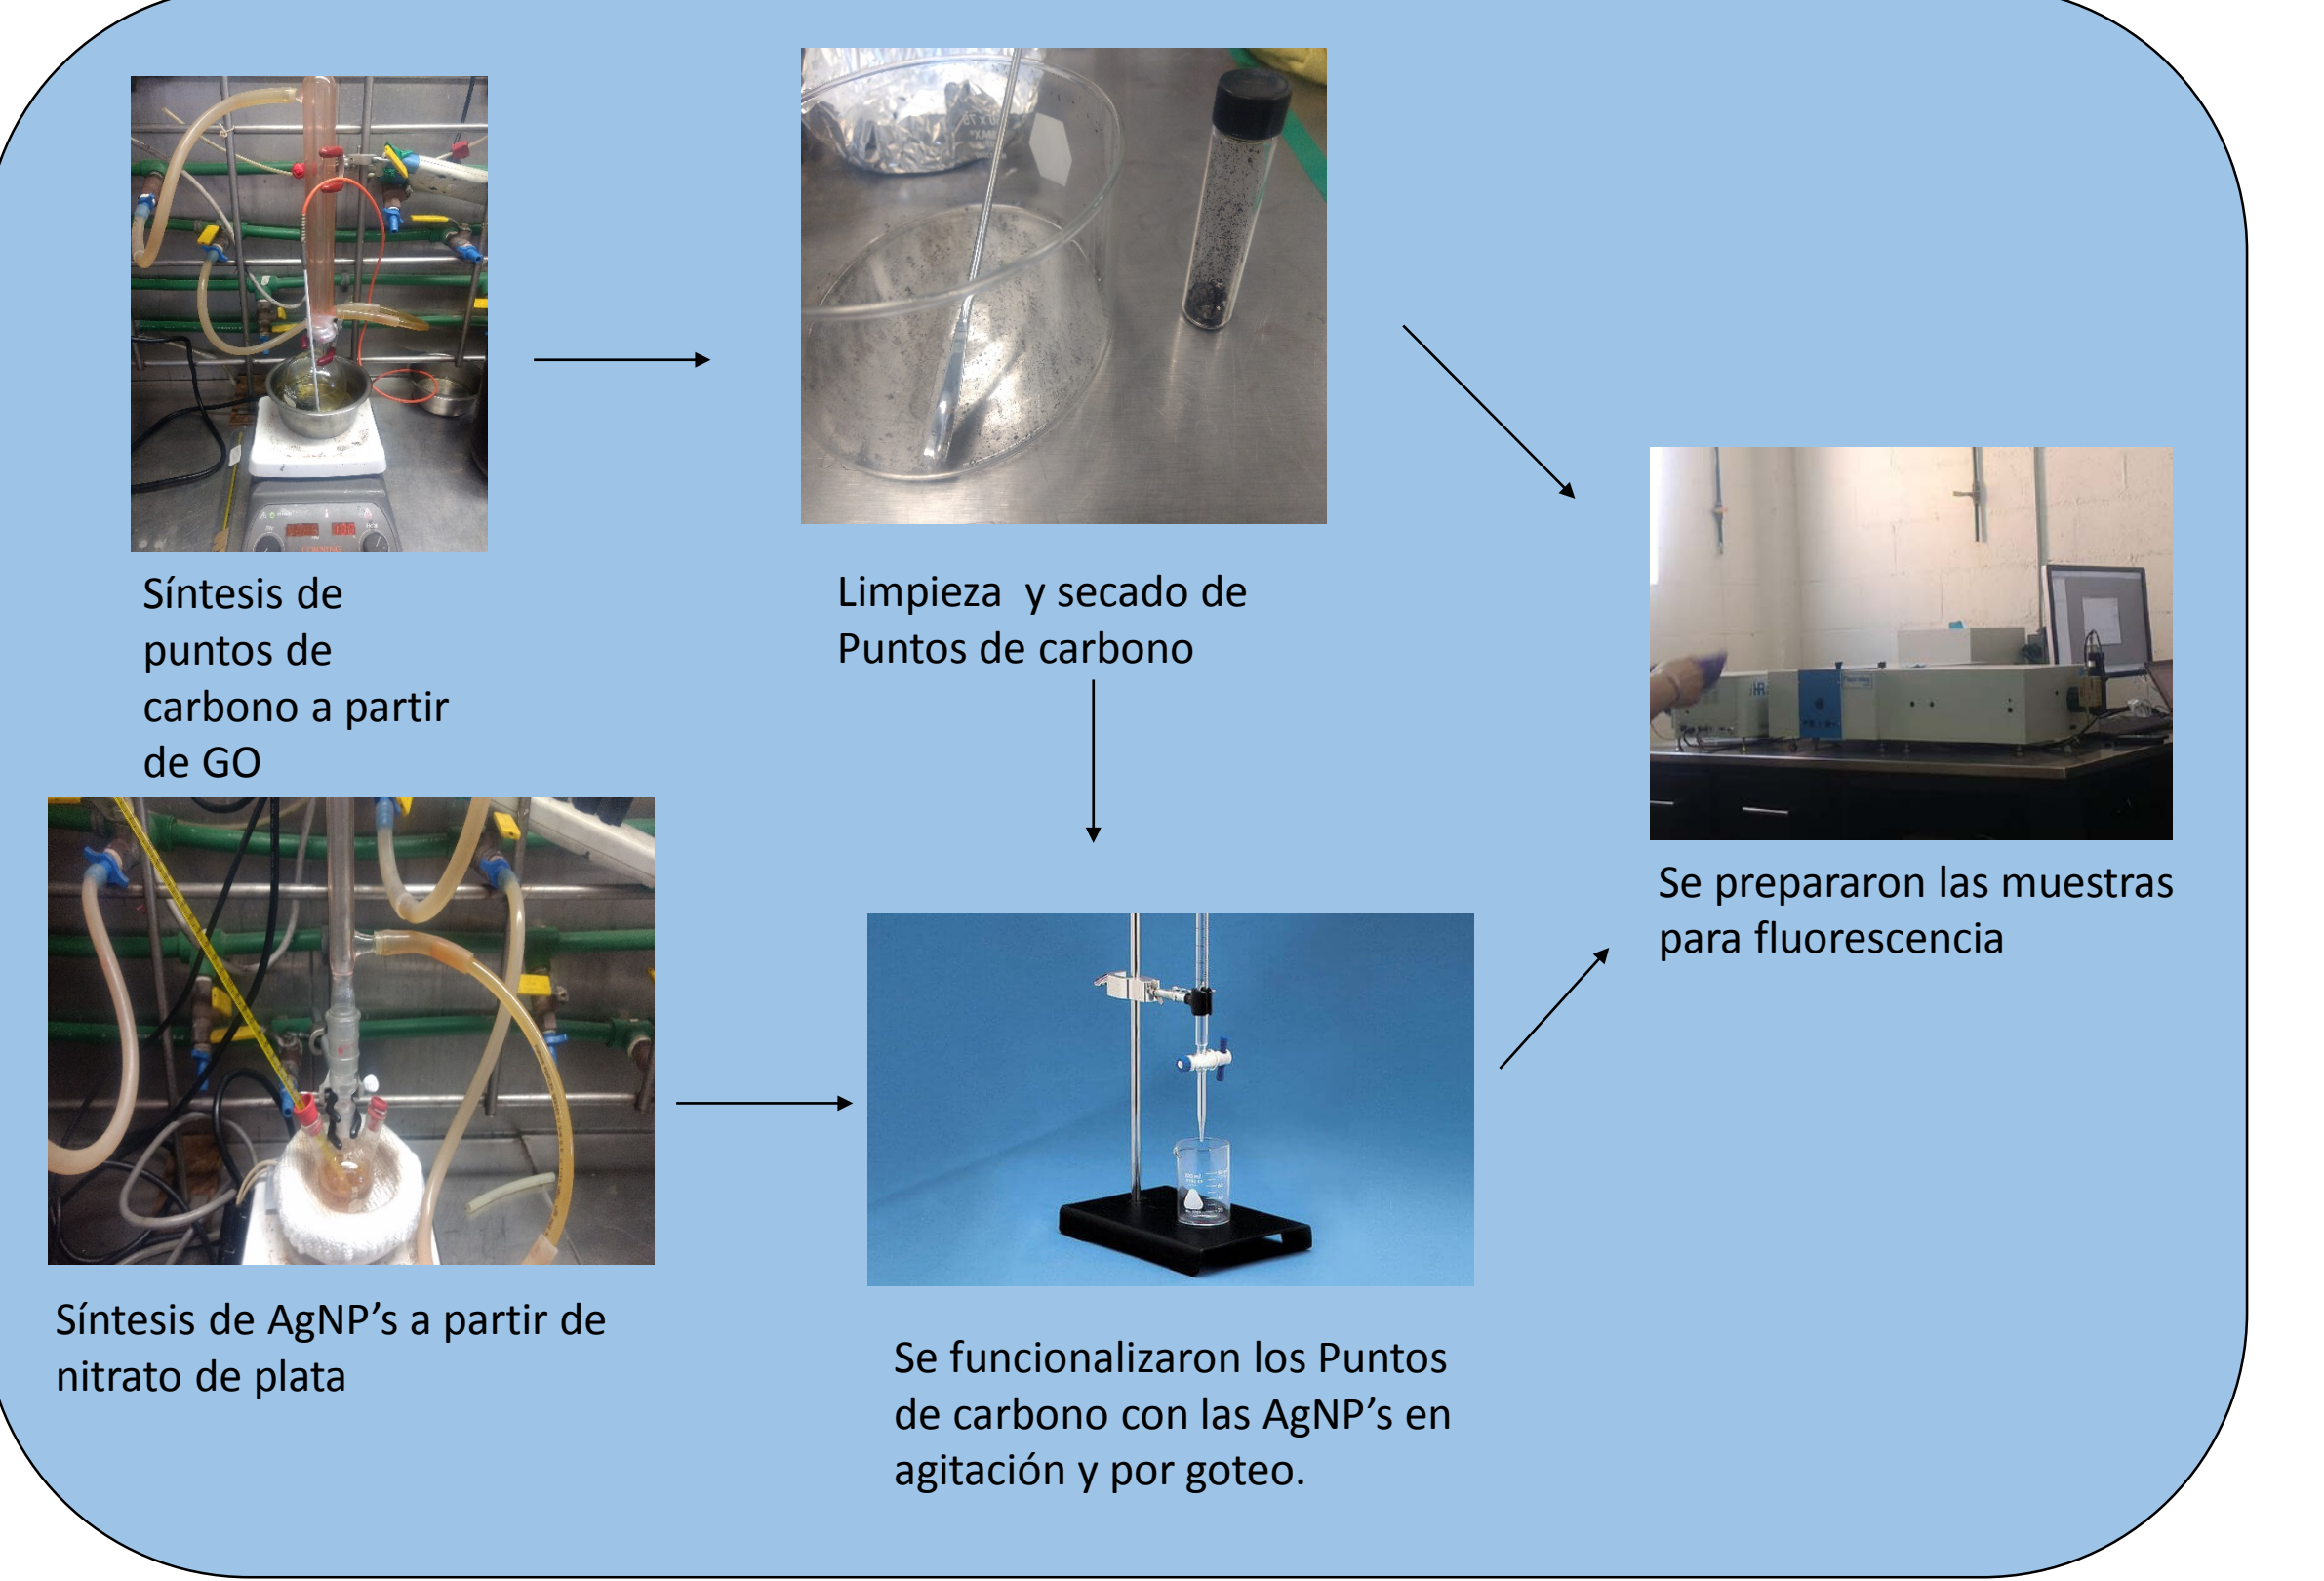 Síntesis de
puntos de
carbono a partir
de GO
Limpieza  y secado de
Puntos de carbono
Se prepararon las muestras
para fluorescencia
Síntesis de AgNP’s a partir de
nitrato de plata
Se funcionalizaron los Puntos
de carbono con las AgNP’s en
agitación y por goteo.